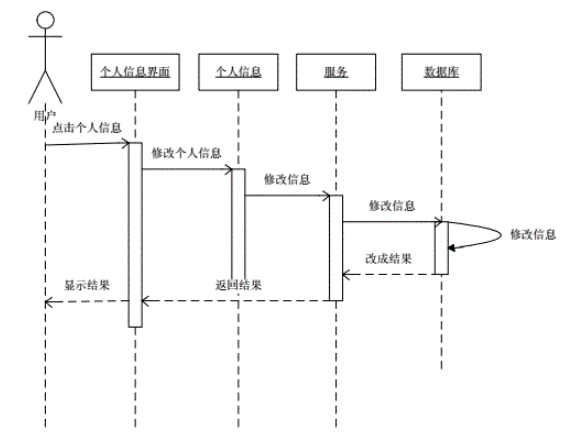 个人信息界面
个人信息
服务
数据库
用户
点击个人信息
修改个人信息
修改信息
修改信息
修改信息
改成结果
显示结果
返回结果